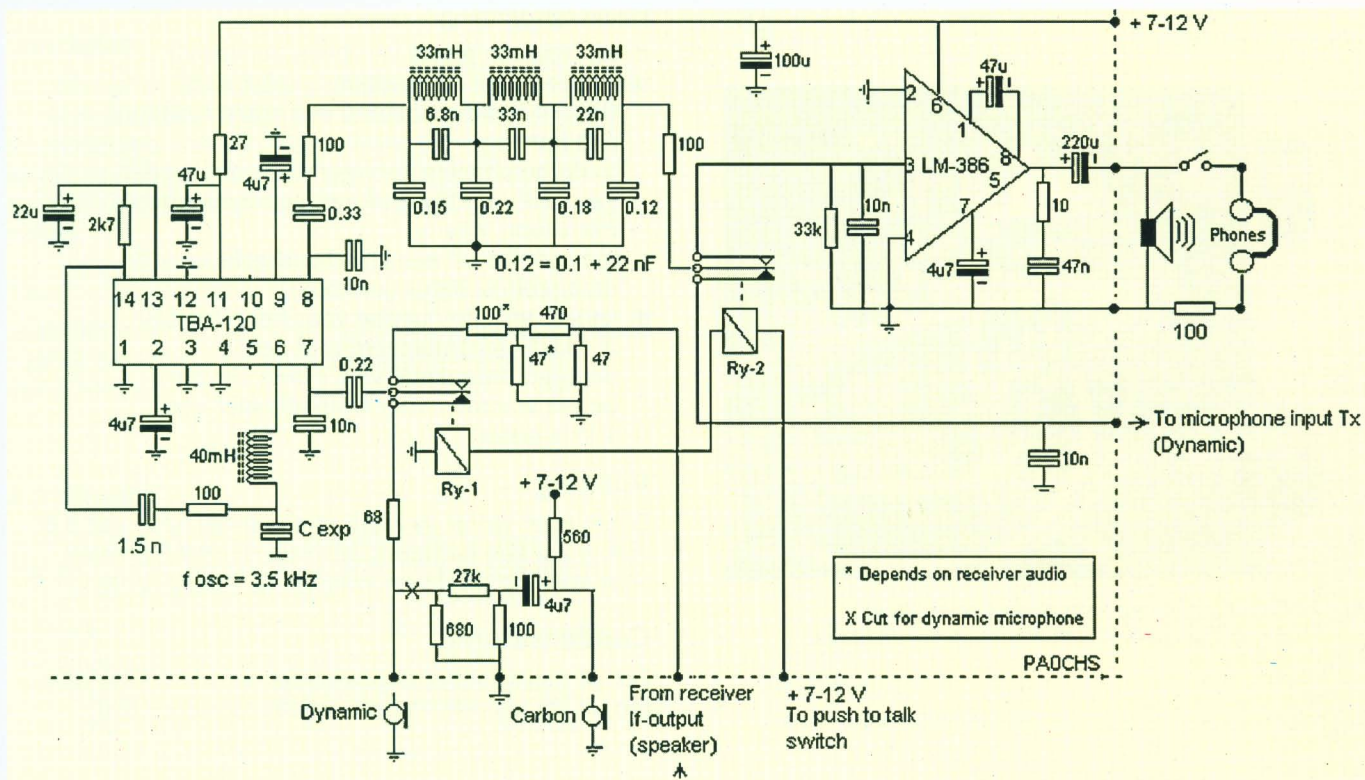 + 7-12 V
33mH
33mH
33mH
100u
+
-
47u
+
-
2
6
1
6.8n
33n
22n
27
100
100
220u
+
-
3
LM-386
8
5
47u
+
4u7
-
+
22u
+
-
2k7
0.33
0.15
0.22
0.18
0.12
10n
33k
7
4
10
Phones
4u7
+
-
47n
0.12 = 0.1 + 22 nF
10n
14
13
12
11
10
9
8
TBA-120
1
2
3
4
5
6
7
100*
470
100
0.22
47*
47
Ry-2
4u7
+
-
10n
To microphone input Tx
(Dynamic)
40mH
10n
Ry-1
+ 7-12 V
100
68
560
C exp
1.5 n
* Depends on receiver audio
f osc = 3.5 kHz
27k
-
+
4u7
X Cut for dynamic microphone
680
100
PA0CHS
Dynamic
Carbon
From receiver
lf-output
(speaker)
+ 7-12 V
To push to talk
switch